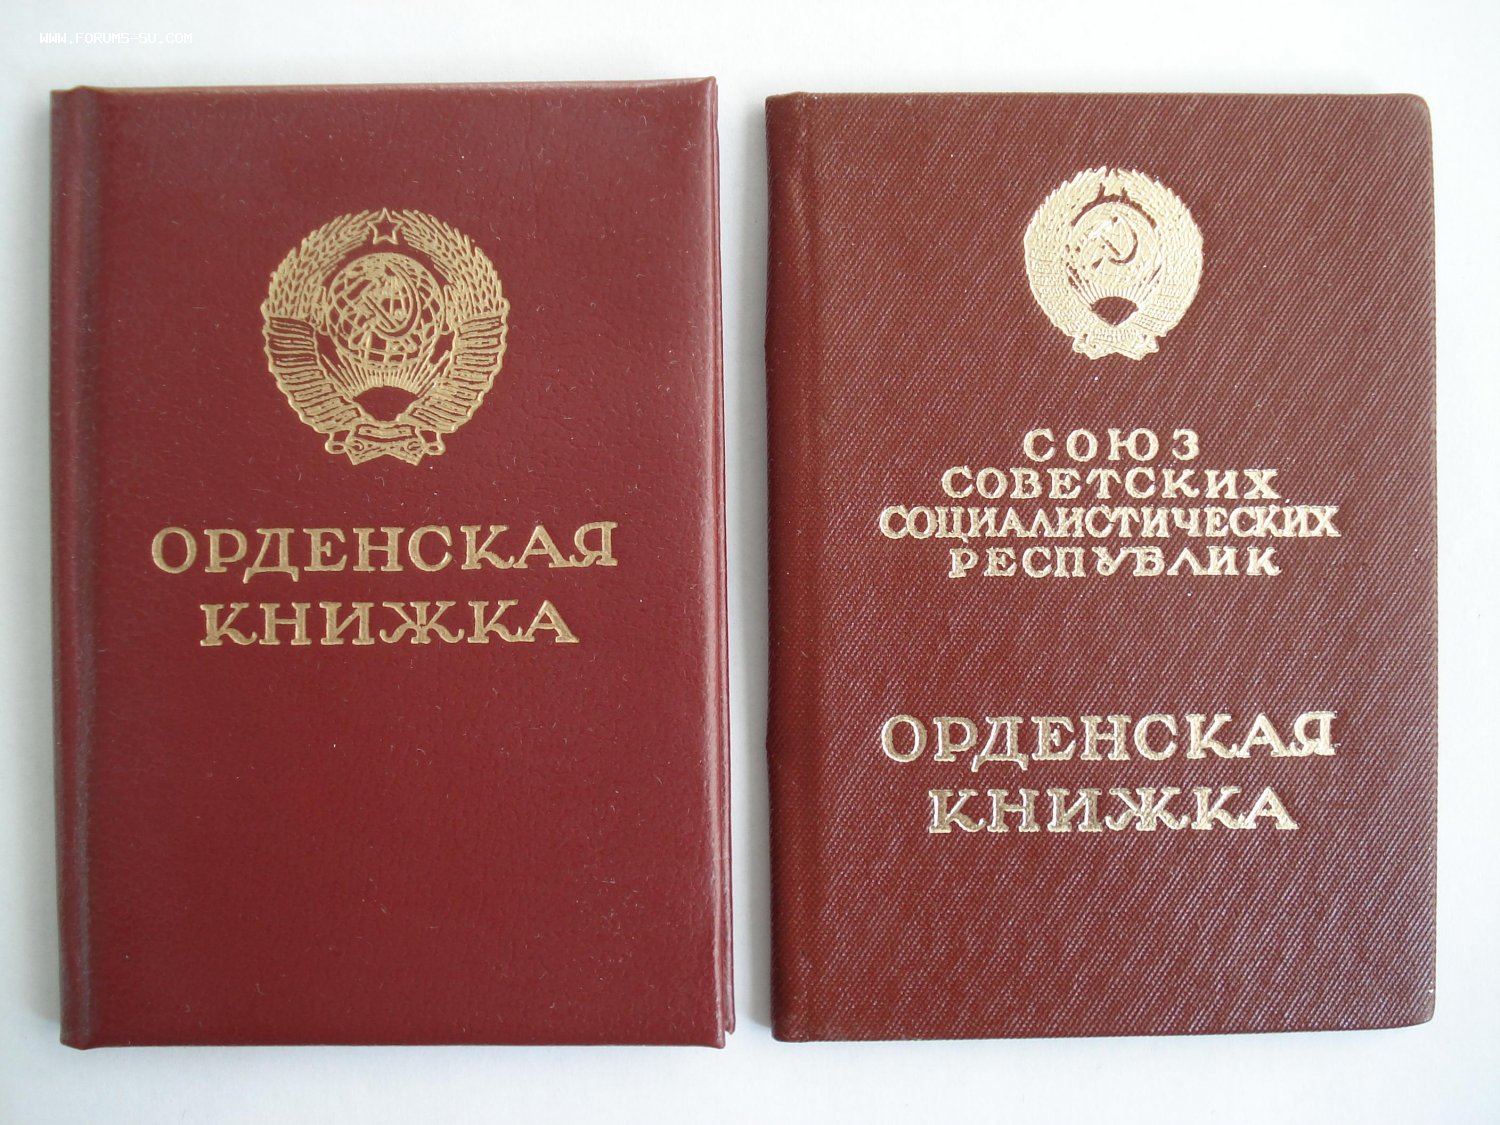 WWW.FORUMS-SU.COM
ОРДЕНСКАЯ
КНИЖКА
СОЮЗ
СОВЕТСКИХ
СОЦИАЛИСТИЧЕСКИХ
РЕСПУБЛИК
ОРДЕНСКАЯ
КНИЖКА